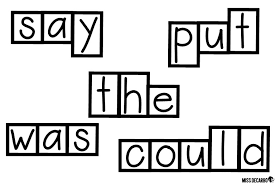 say put
the
was could
MISS DECARBO